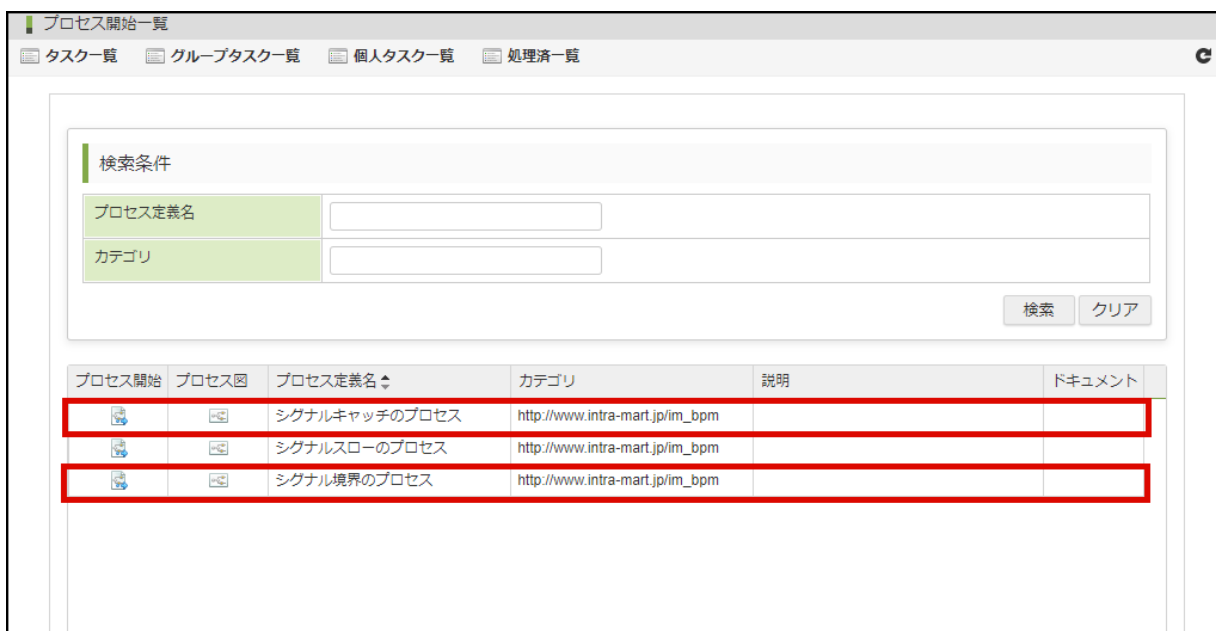 プロセス開始一覧
タスク一覧 グループタスク一覧 個人タスク一覧 処理済一覧
検索条件
プロセス定義名
カテゴリ
検索 クリア
プロセス開始 プロセス図 プロセス定義名 カテゴリ 説明 ドキュメント
シグナルキャッチのプロセス http://www.intra-mart.jp/im_bpm
シグナルスローのプロセス http://www.intra-mart.jp/im_bpm
シグナル境界のプロセス http://www.intra-mart.jp/im_bpm